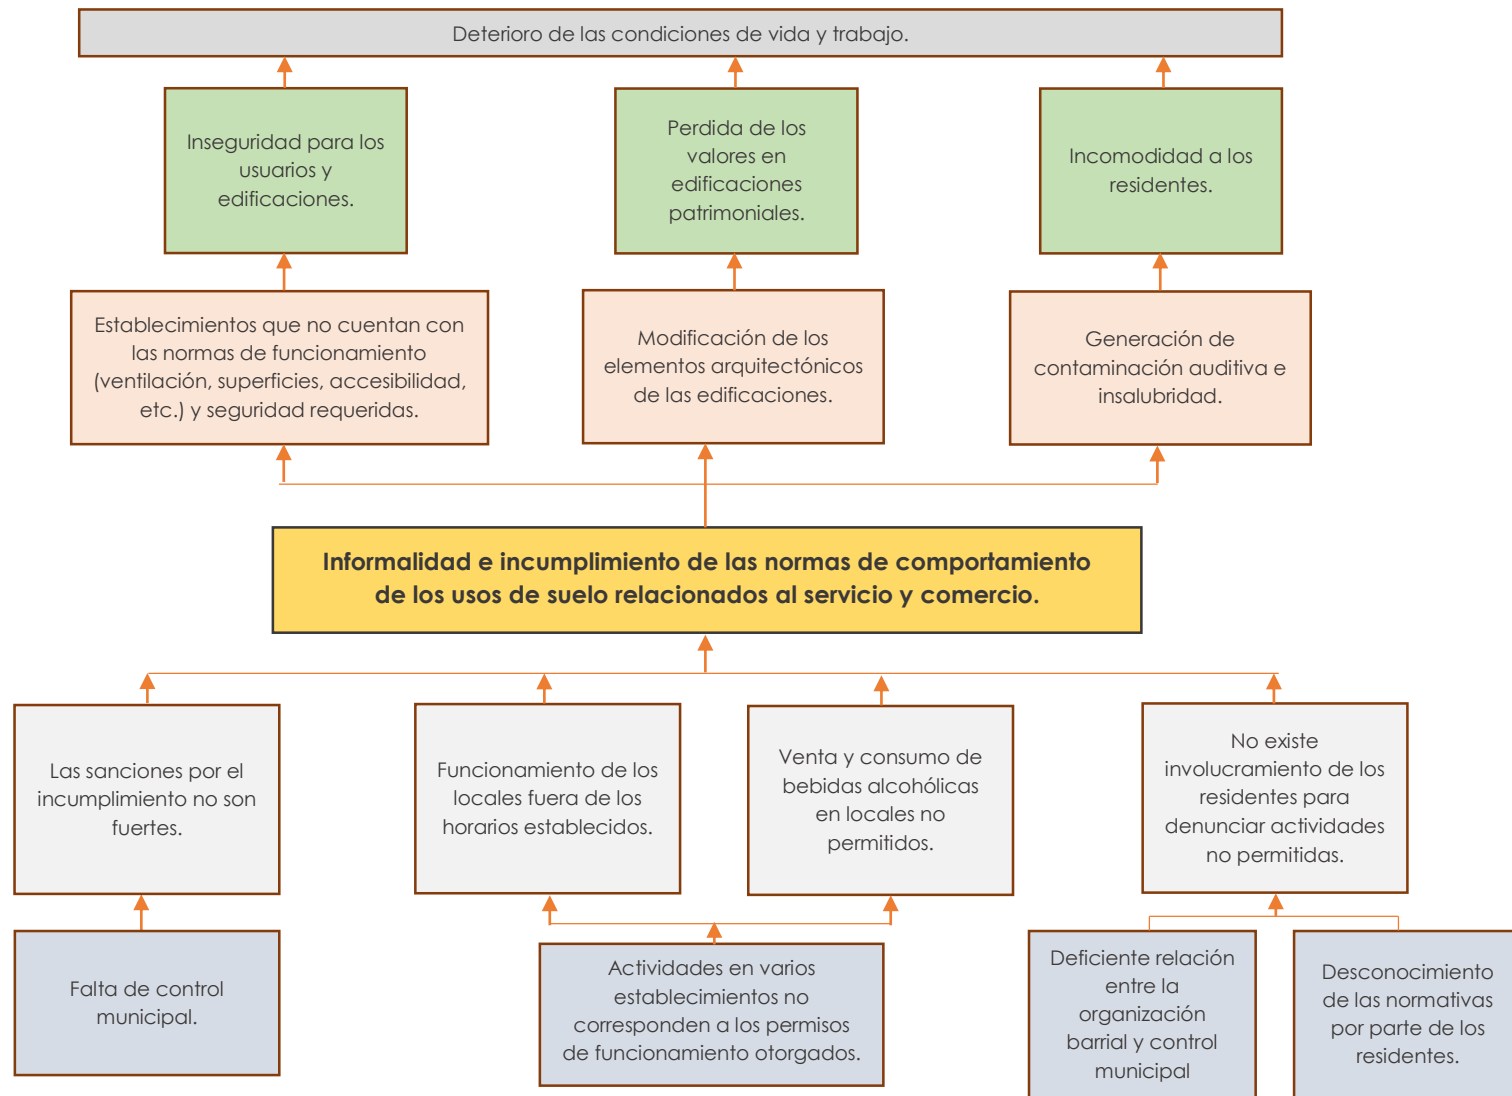 Deterioro de las condiciones de vida y trabajo.
Inseguridad para los
usuarios y
edificaciones.
Perdida de los
valores en
edificaciones
patrimoniales.
Incomodidad a los
residentes.
Establecimientos que no cuentan con
las normas de funcionamiento
(ventilación, superficies, accesibilidad,
etc.) y seguridad requeridas.
Modificación de los
elementos arquitectónicos
de las edificaciones.
Generación de
contaminación auditiva e
insalubridad.
Informalidad e incumplimiento de las normas de comportamiento
de los usos de suelo relacionados al servicio y comercio.
Las sanciones por el
incumplimiento no son
fuertes.
Funcionamiento de los
locales fuera de los
horarios establecidos.
Venta y consumo de
bebidas alcohólicas
en locales no
permitidos.
No existe
involucramiento de los
residentes para
denunciar actividades
no permitidas.
Falta de control
municipal.
Actividades en varios
establecimientos no
corresponden a los permisos
de funcionamiento otorgados.
Deficiente relación
entre la
organización
barrial y control
municipal
Desconocimiento
de las normativas
por parte de los
residentes.